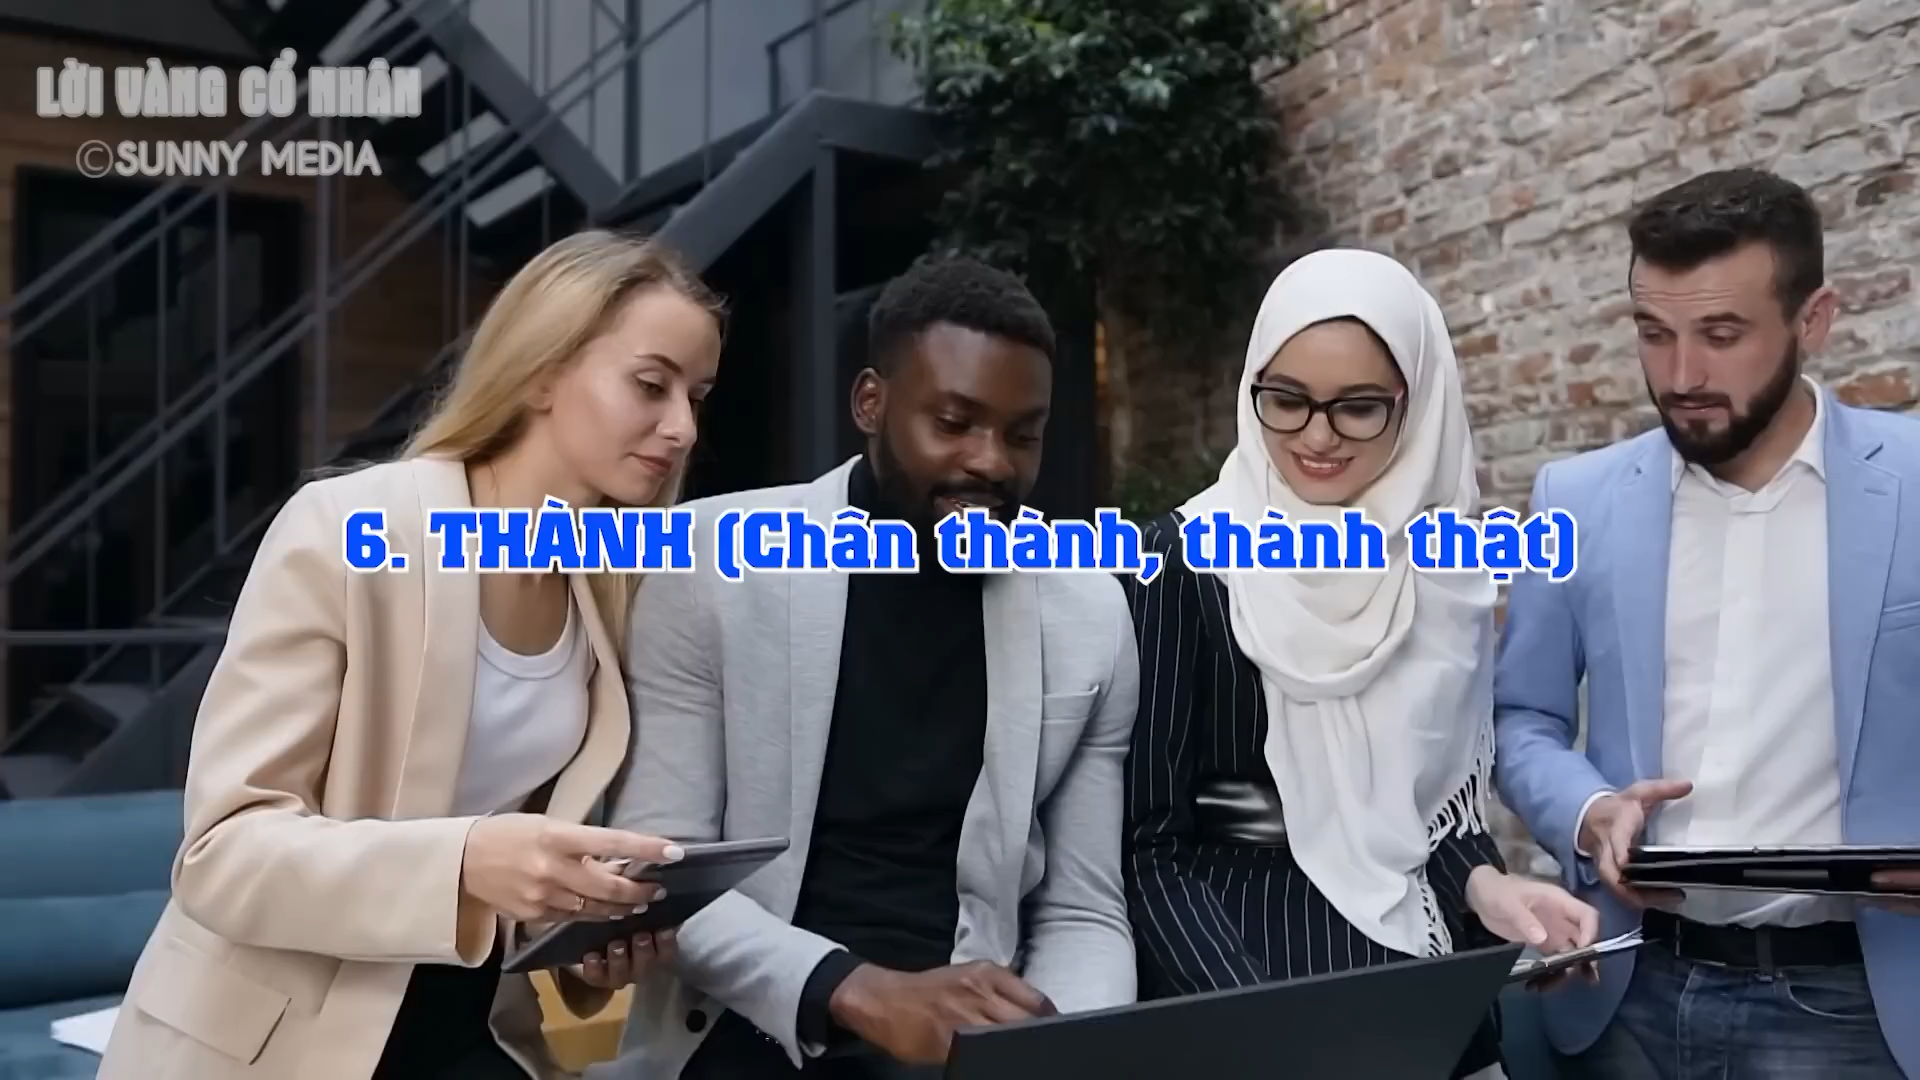 LỜI VÀNG CỔ NHÂN
©SUNNY MEDIA
6. THÀNH (Chân thành, thành thật)